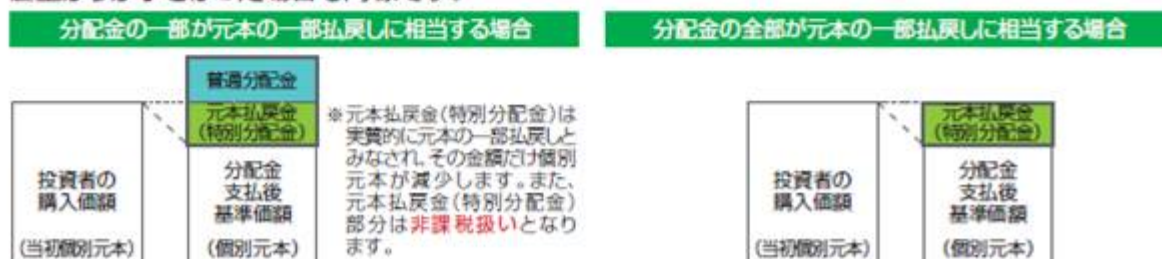 分配金の一部が元本の一部払戻しに相当する場合
普通分配金
元本払戻金
(特別分配金)
投資者の
購入価額
(当初個別元本)
分配金
支払後
基準価額
(個別元本)
※元本払戻金(特別分配金)は
実質的に元本の一部払戻しと
みなされ、その金額だけ個別
元本が減少します。また、
元本払戻金(特別分配金)
部分は非課税扱いとなり
ます。
分配金の全部が元本の一部払戻しに相当する場合
元本払戻金
(特別分配金)
投資者の
購入価額
(当初個別元本)
分配金
支払後
基準価額
(個別元本)